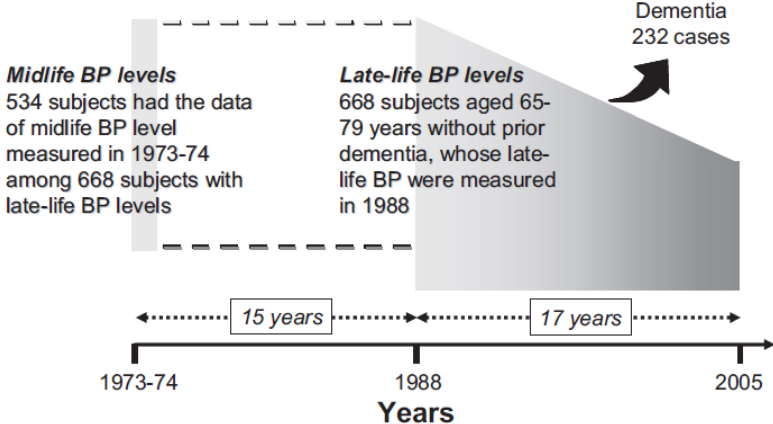 Dementia
232 cases
Midlife BP levels
534 subjects had the data
of midlife BP level
measured in 1973-74
among 668 subjects with
late-life BP levels
Late-life BP levels
668 subjects aged 65-
79 years without prior
dementia, whose late-
life BP were measured
in 1988
15 years
17 years
1973-74
1988
2005
Years